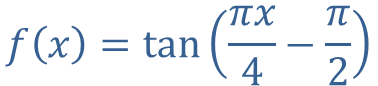 f(x) = tan(πx/4 − π/2)